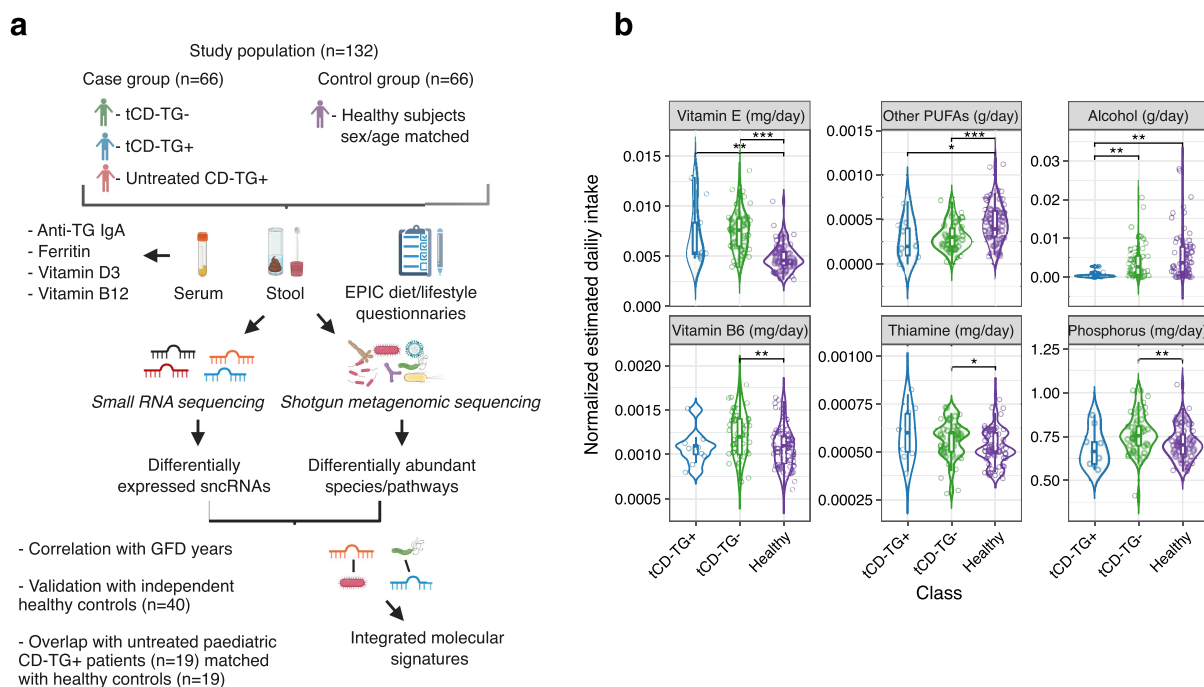 a
Study population (n=132)
Case group (n=66)
Control group (n=66)
- tCD-TG-
- tCD-TG+
- Untreated CD-TG+
- Healthy subjects
sex/age matched
- Anti-TG IgA
- Ferritin
- Vitamin D3
- Vitamin B12
Serum
Stool
EPIC diet/lifestyle
questionnaries
Small RNA sequencing
Shotgun metagenomic sequencing
Differentially
expressed sncRNAs
Differentially abundant
species/pathways
- Correlation with GFD years
- Validation with independent
healthy controls (n=40)
- Overlap with untreated paediatric
CD-TG+ patients (n=19) matched
with healthy controls (n=19)
Integrated molecular
signatures
b
Normalized estimated dailiy intake
Vitamin E (mg/day)
***
**
0.015
0.010
0.005
0.000
Other PUFAs (g/day)
***
*
0.0015
0.0010
0.0005
0.0000
Alcohol (g/day)
**
**
0.03
0.02
0.01
0.00
Vitamin B6 (mg/day)
**
0.0020
0.0015
0.0010
0.0005
Thiamine (mg/day)
*
0.00100
0.00075
0.00050
0.00025
Phosphorus (mg/day)
**
1.25
1.00
0.75
0.50
tCD-TG+
tCD-TG-
Healthy
tCD-TG+
tCD-TG-
Healthy
tCD-TG+
tCD-TG-
Healthy
Class